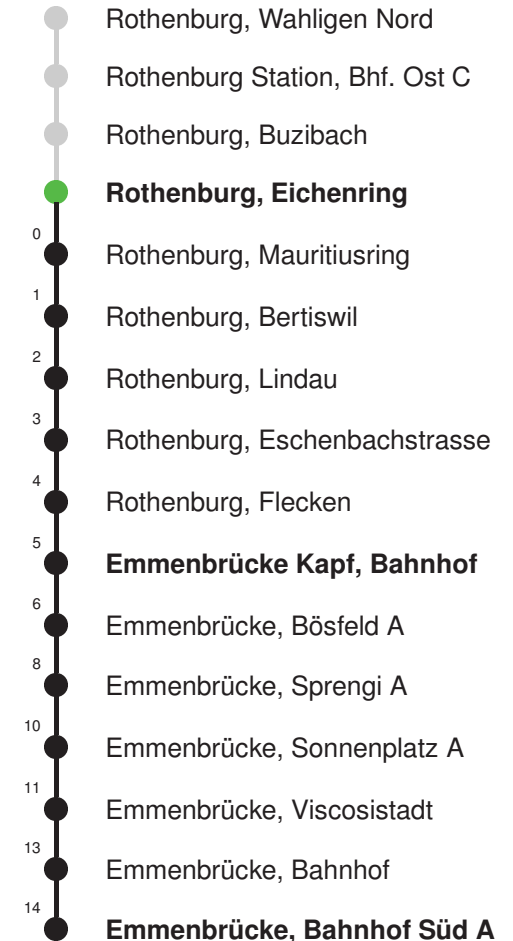 Rothenburg, Wahligen Nord
Rothenburg Station, Bhf. Ost C
Rothenburg, Buzibach
Rothenburg, Eichenring
0
Rothenburg, Mauritiusring
1
Rothenburg, Bertiswil
2
Rothenburg, Lindau
3
Rothenburg, Eschenbachstrasse
4
Rothenburg, Flecken
5
Emmenbrücke Kapf, Bahnhof
6
Emmenbrücke, Bösfeld A
8
Emmenbrücke, Sprengi A
10
Emmenbrücke, Sonnenplatz A
11
Emmenbrücke, Viscosistadt
13
Emmenbrücke, Bahnhof
14
Emmenbrücke, Bahnhof Süd A